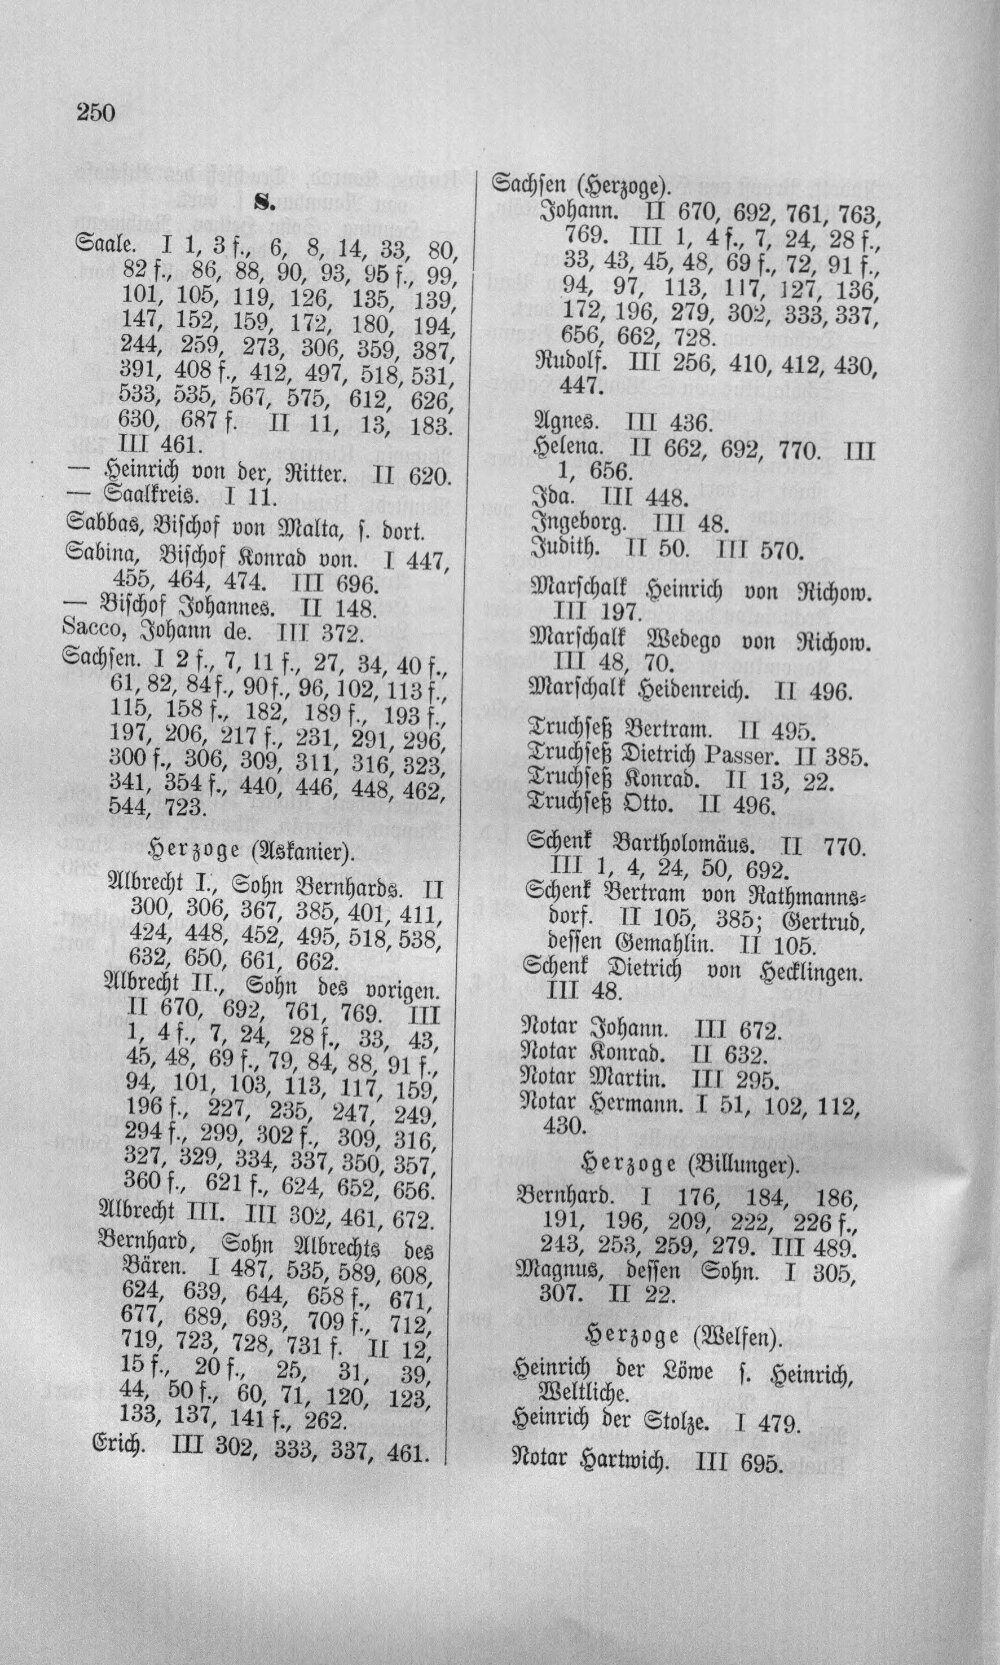 250
S.
Saale. I 1, 3 f., 6, 8, 14, 33, 80,
82 f., 86, 88, 90, 93, 95 f., 99,
101, 105, 119, 126, 135, 139,
147, 152, 159, 172, 180, 194,
244, 259, 273, 306, 359, 387,
391, 408 f., 412, 497, 518, 531,
533, 535, 567, 575, 612, 626,
630, 687 f. II 11, 13, 183.
III 461.
— Heinrich von der, Ritter. II 620.
— Saalkreis. I 11.
Sabbas, Bischof von Malta, s. dort.
Sabina, Bischof Konrad von. I 447,
455, 464, 474. III 696.
— Bischof Johannes. II 148.
Sacco, Johann de. III 372.
Sachsen. I 2 f., 7, 11 f., 27, 34, 40 f.,
61, 82, 84 f., 90 f., 96, 102, 113 f.,
115, 158 f., 182, 189 f., 193 f.,
197, 206, 217 f., 231, 291, 296,
300 f., 306, 309, 311, 316, 323,
341, 354 f., 440, 446, 448, 462,
544, 723.
Herzoge (Askanier).
Albrecht I., Sohn Bernhards. II
300, 306, 367, 385, 401, 411,
424, 448, 452, 495, 518, 538,
632, 650, 661, 662.
Albrecht II., Sohn des vorigen.
II 670, 692, 761, 769. III
1, 4 f., 7, 24, 28 f., 33, 43,
45, 48, 69 f., 79, 84, 88, 91 f.,
94, 101, 103, 113, 117, 159,
196 f., 227, 235, 247, 249,
294 f., 299, 302 f., 309, 316,
327, 329, 334, 337, 350, 357,
360 f., 621 f., 624, 652, 656.
Albrecht III. III 302, 461, 672.
Bernhard, Sohn Albrechts des
Bären. I 487, 535, 589, 608,
624, 639, 644, 658 f., 671,
677, 689, 693, 709 f., 712,
719, 723, 728, 731 f. II 12,
15 f., 20 f., 25, 31, 39,
44, 50 f., 60, 71, 120, 123,
133, 137, 141 f., 262.
Erich. III 302, 333, 337, 461.
Sachsen (Herzoge).
Johann. II 670, 692, 761, 763,
769. III 1, 4 f., 7, 24, 28 f.,
33, 43, 45, 48, 69 f., 72, 91 f.,
94, 97, 113, 117, 127, 136,
172, 196, 279, 302, 333, 337,
656, 662, 728.
Rudolf. III 256, 410, 412, 430,
447.
Agnes. III 436.
Helena. II 662, 692, 770. III
1, 656.
Ida. III 448.
Ingeborg. III 48.
Judith. II 50. III 570.
Marschalk Heinrich von Richow.
III 197.
Marschalk Wedego von Richow.
III 48, 70.
Marschalk Heidenreich. II 496.
Truchseß Bertram. II 495.
Truchseß Dietrich Passer. II 385.
Truchseß Konrad. II 13, 22.
Truchseß Otto. II 496.
Schenk Bartholomäus. II 770.
III 1, 4, 24, 50, 692.
Schenk Bertram von Rathmanns-
dorf. II 105, 385; Gertrud,
dessen Gemahlin. II 105.
Schenk Dietrich von Hecklingen.
III 48.
Notar Johann. III 672.
Notar Konrad. II 632.
Notar Martin. III 295.
Notar Hermann. I 51, 102, 112,
430.
Herzoge (Billunger).
Bernhard. I 176, 184, 186,
191, 196, 209, 222, 226 f.,
243, 253, 259, 279. III 489.
Magnus, dessen Sohn. I 305,
307. II 22.
Herzoge (Welfen).
Heinrich der Löwe s. Heinrich,
Weltliche.
Heinrich der Stolze. I 479.
Notar Hartwich. III 695.